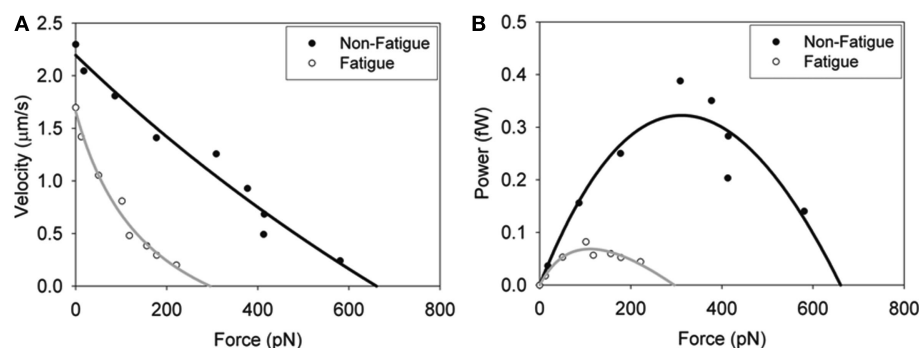 A
2.5
2.0
1.5
1.0
0.5
0.0
Velocity (μm/s)
Non-Fatigue
Fatigue
0
200
400
600
800
Force (pN)
B
0.5
0.4
0.3
0.2
0.1
0.0
Power (fW)
Non-Fatigue
Fatigue
0
200
400
600
800
Force (pN)